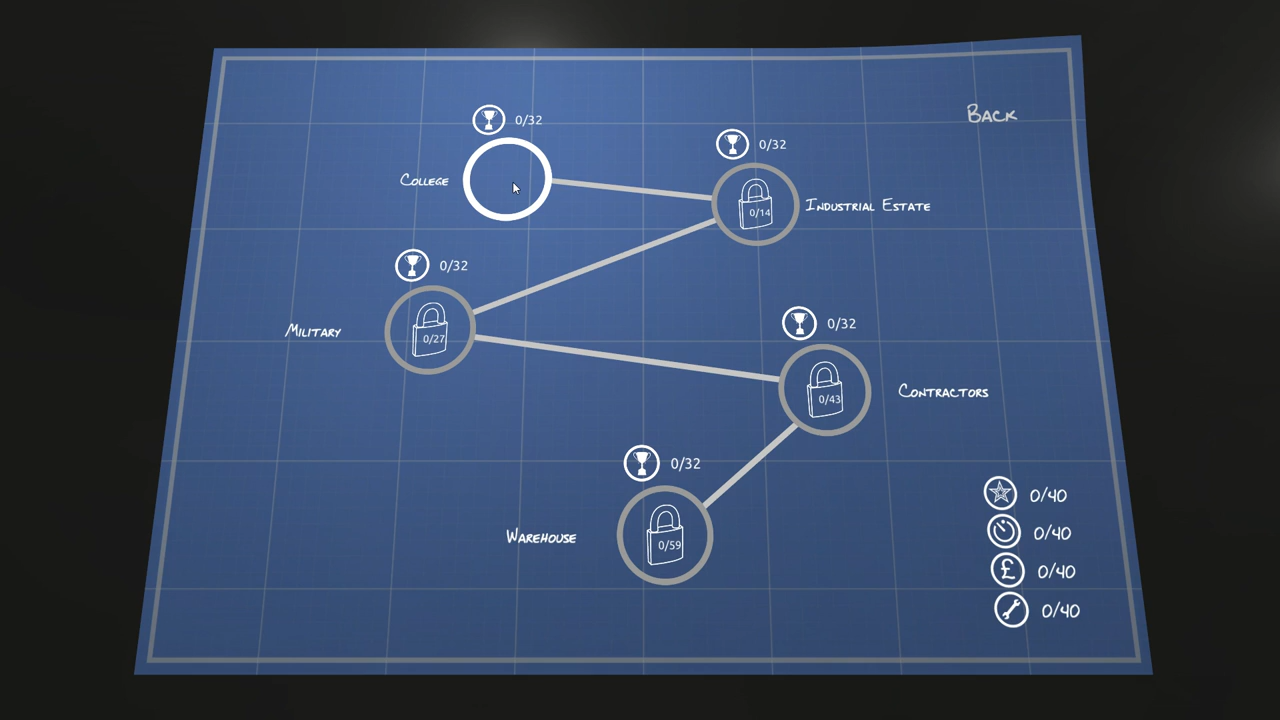 Back
0/32
College
0/32
0/14
Industrial Estate
0/32
Military
0/27
0/32
0/43
Contractors
0/32
Warehouse
0/59
0/40
0/40
£ 0/40
0/40